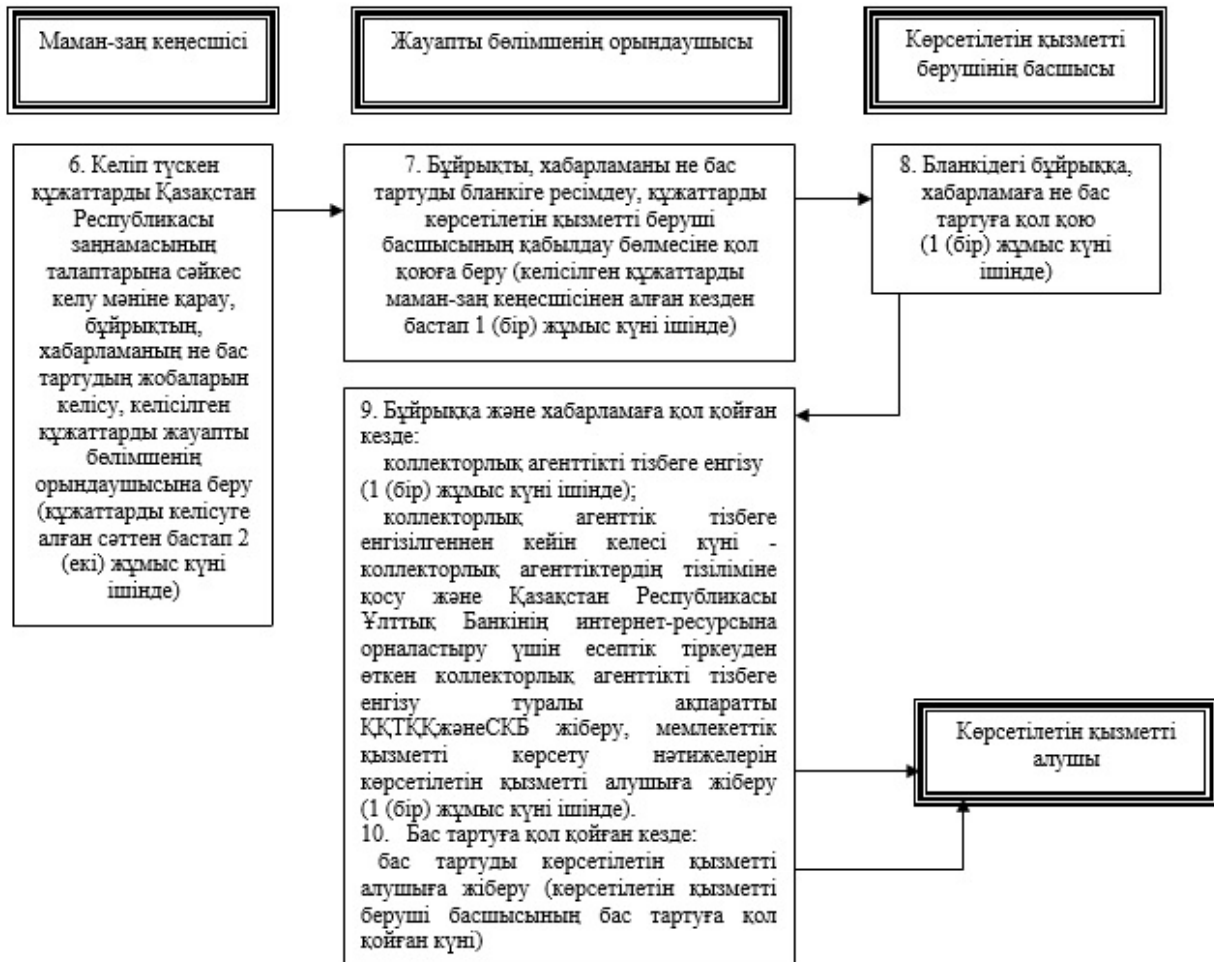 Маман-заң кеңесшісі
Жауапты бөлімшенің орындаушысы
Көрсетілетін қызметті
берушінің басшысы
6. Келіп түскен
құжаттарды Қазақстан
Республикасы
заңнамасының
талаптарына сәйкес
келу мәніне қарау,
бұйрықтың,
хабарламаның не бас
тартудың жобаларын
келісу, келісілген
құжаттарды жауапты
бөлімшенің
орындаушысына беру
(құжаттарды келісуге
алған сәттен бастап 2
(екі) жұмыс күні
ішінде)
7. Бұйрықты, хабарламаны не бас
тартуды бланкіге ресімдеу, құжаттарды
көрсетілетін қызметті беруші
басшысының қабылдау бөлмесіне қол
қоюға беру (келісілген құжаттарды
маман-заң кеңесшісінен алған кезден
бастап 1 (бір) жұмыс күні ішінде)
8. Бланкідегі бұйрыққа,
хабарламаға не бас
тартуға қол қою
(1 (бір) жұмыс күні
ішінде)
9. Бұйрыққа және хабарламаға қол қойған
кезде:
коллекторлық агенттікті тізбеге енгізу
(1 (бір) жұмыс күні ішінде);
коллекторлық агенттік тізбеге
енгізілгеннен кейін келесі күні -
коллекторлық агенттіктердің тізіліміне
қосу және Қазақстан Республикасы
Ұлттық Банкінің интернет-ресурсына
орналастыру үшін есептік тіркеуден
өткен коллекторлық агенттікті тізбеге
енгізу туралы ақпаратты
ҚҚТҚҚжәнеСКБ жіберу, мемлекеттік
қызметті көрсету нәтижелерін
көрсетілетін қызметті алушыға жіберу
(1 (бір) жұмыс күні ішінде).
10. Бас тартуға қол қойған кезде:
бас тартуды көрсетілетін қызметті
алушыға жіберу (көрсетілетін қызметті
беруші басшысының бас тартуға қол
қойған күні)
Көрсетілетін қызметті
алушы